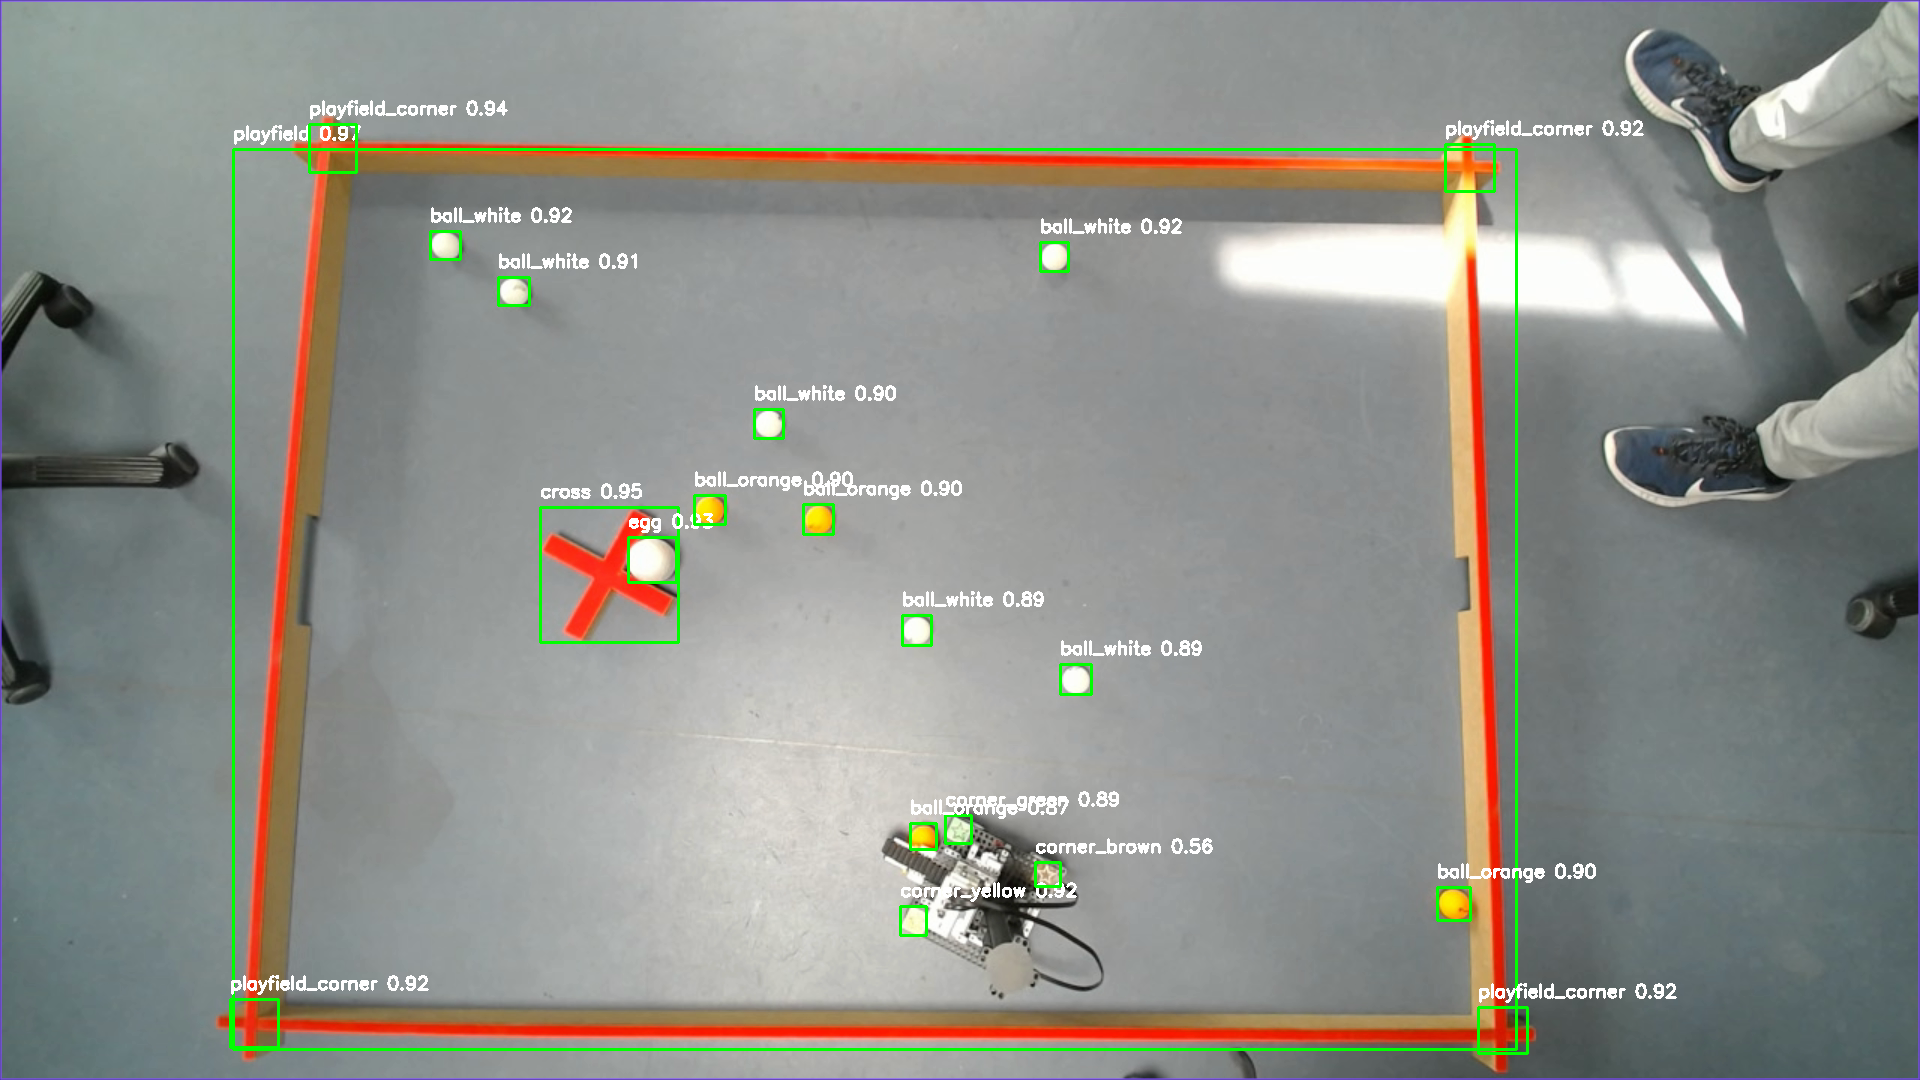 playfield_corner 0.94
playfield 0.97
playfield_corner 0.92
ball_white 0.92
ball_white 0.91
ball_white 0.92
ball_white 0.90
ball_orange 0.90
ball_orange 0.90
cross 0.95
egg 0.93
ball_white 0.89
ball_white 0.89
corner_green 0.89
ball_orange 0.87
corner_brown 0.56
corner_yellow 0.92
ball_orange 0.90
playfield_corner 0.92
playfield_corner 0.92